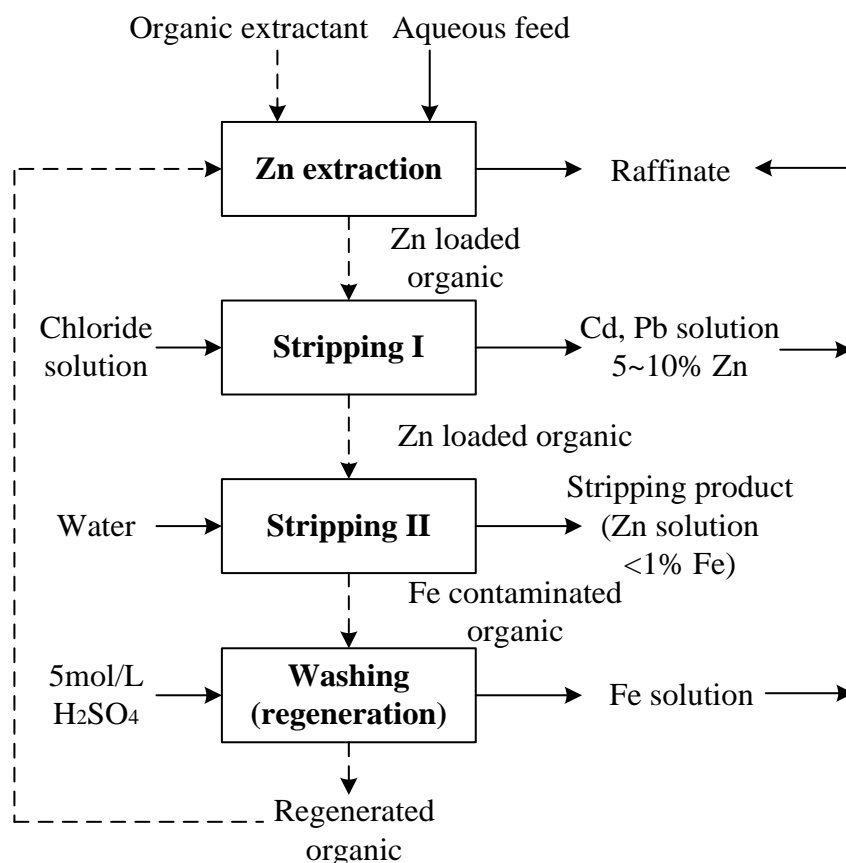 Organic extractant
Aqueous feed
Zn extraction
Raffinate
Zn loaded
organic
Chloride
solution
Stripping I
Cd, Pb solution
5~10% Zn
Zn loaded organic
Water
Stripping II
Stripping product
(Zn solution
<1% Fe)
Fe contaminated
organic
5mol/L
H2SO4
Washing
(regeneration)
Fe solution
Regenerated
organic